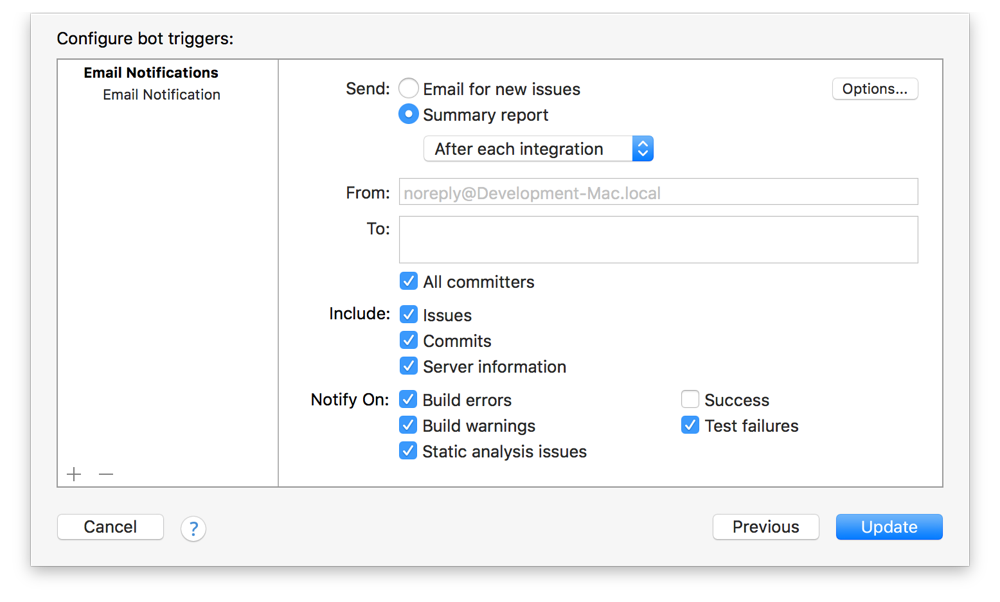 Configure bot triggers:
Email Notifications
Email Notification
Send: Email for new issues
Options...
Summary report
After each integration
From: noreply@Development-Mac.local
To:
All committers
Include: Issues
Commits
Server information
Notify On: Build errors
Success
Build warnings
Test failures
Static analysis issues
+ −
Cancel
?
Previous
Update